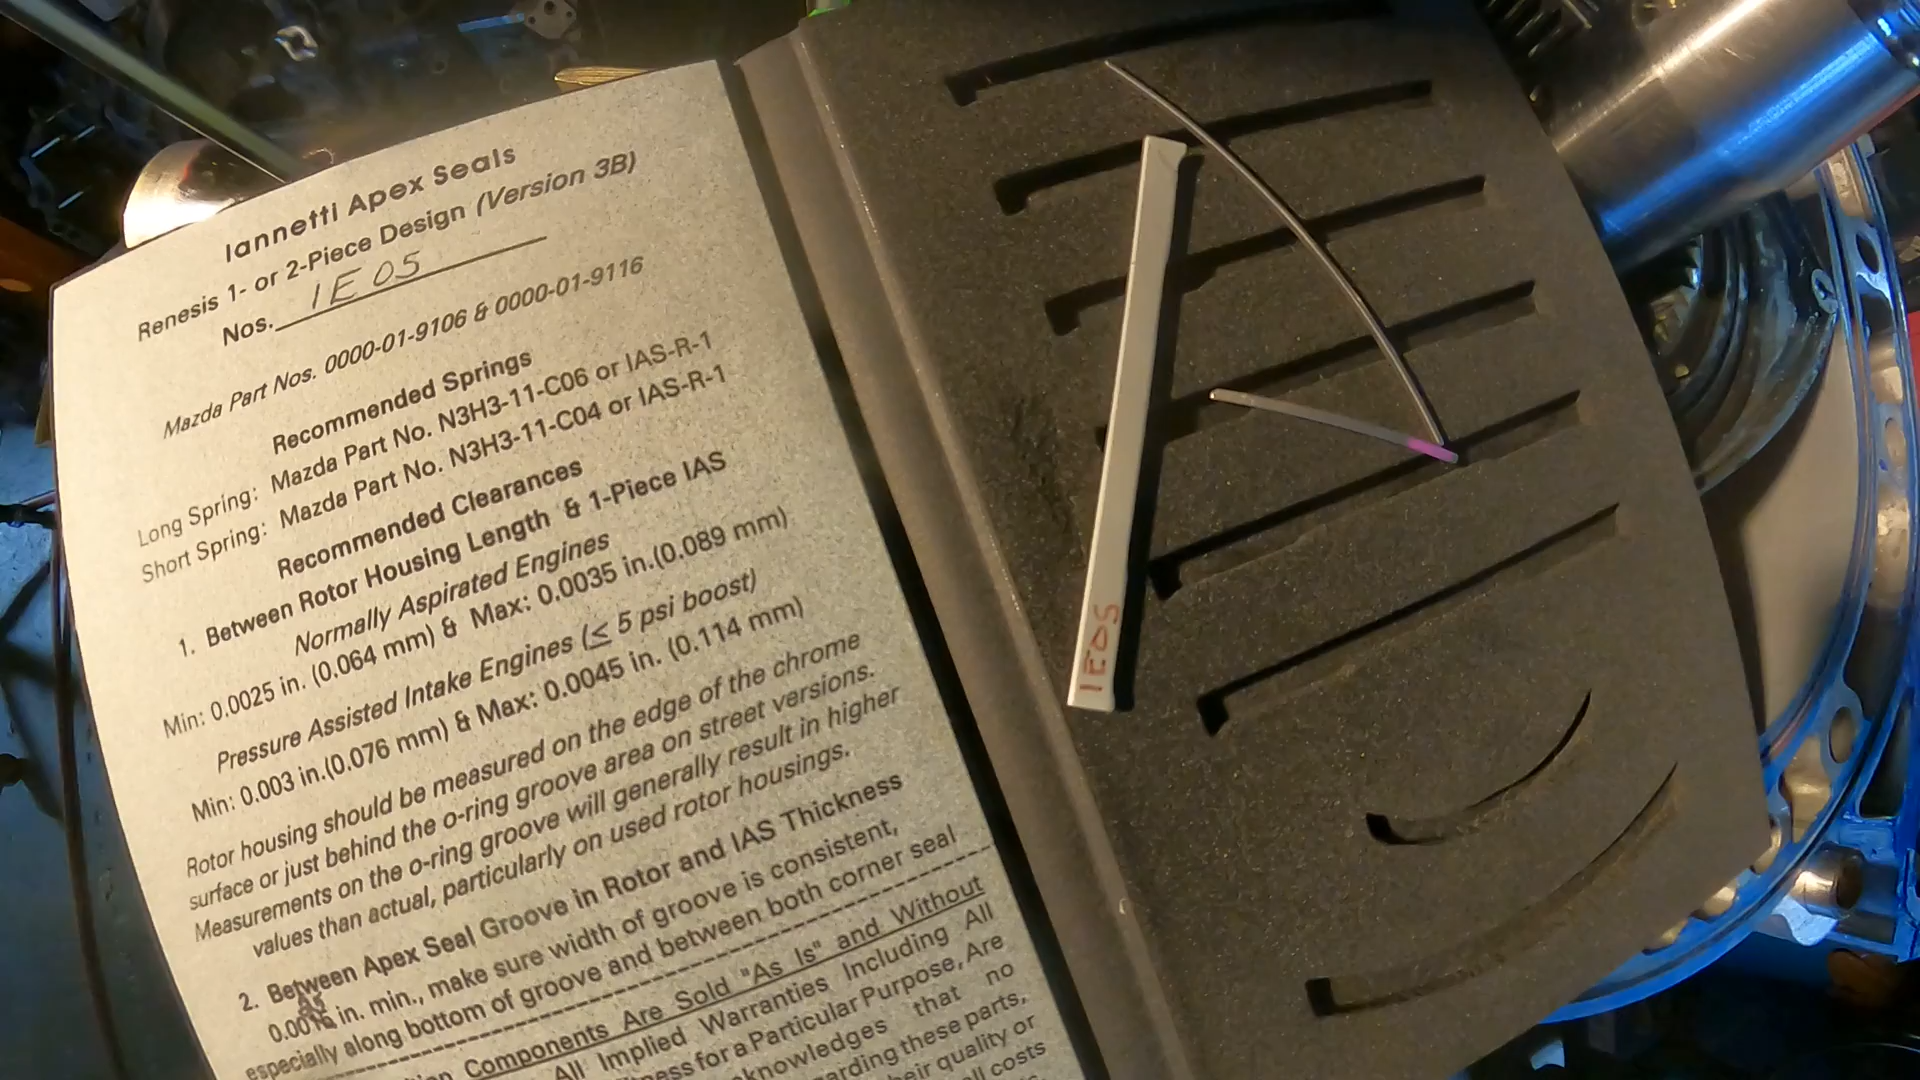 Iannetti Apex Seals
Renesis 1- or 2-Piece Design (Version 3B)
Nos. 1E05
Mazda Part Nos. 0000-01-9106 & 0000-01-9116
Recommended Springs
Long Spring: Mazda Part No. N3H3-11-C06 or IAS-R-1
Short Spring: Mazda Part No. N3H3-11-C04 or IAS-R-1
Recommended Clearances
1. Between Rotor Housing Length & 1-Piece IAS
Normally Aspirated Engines
Min: 0.0025 in. (0.064 mm) & Max: 0.0035 in.(0.089 mm)
Pressure Assisted Intake Engines (≤ 5 psi boost)
Min: 0.003 in.(0.076 mm) & Max: 0.0045 in. (0.114 mm)
Rotor housing should be measured on the edge of the chrome
surface or just behind the o-ring groove area on street versions.
Measurements on the o-ring groove will generally result in higher
values than actual, particularly on used rotor housings.
2. Between Apex Seal Groove in Rotor and IAS Thickness
in. min., make sure width of groove is consistent,
especially along bottom of groove and between both corner seal
Components Are Sold "As Is" and Without
All Implied Warranties Including All
for a Particular Purpose, Are
that no
regarding these parts,
their quality or
costs
1E05